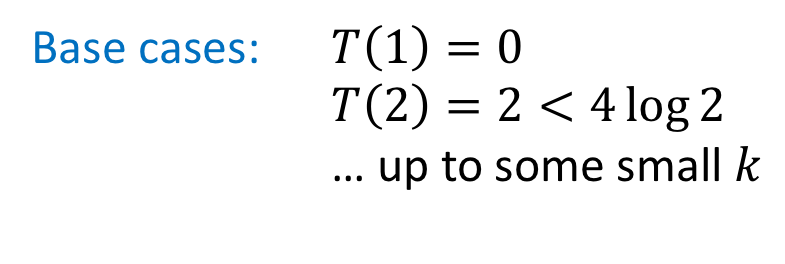 Base cases: T(1) = 0
T(2) = 2 < 4 log 2
... up to some small k